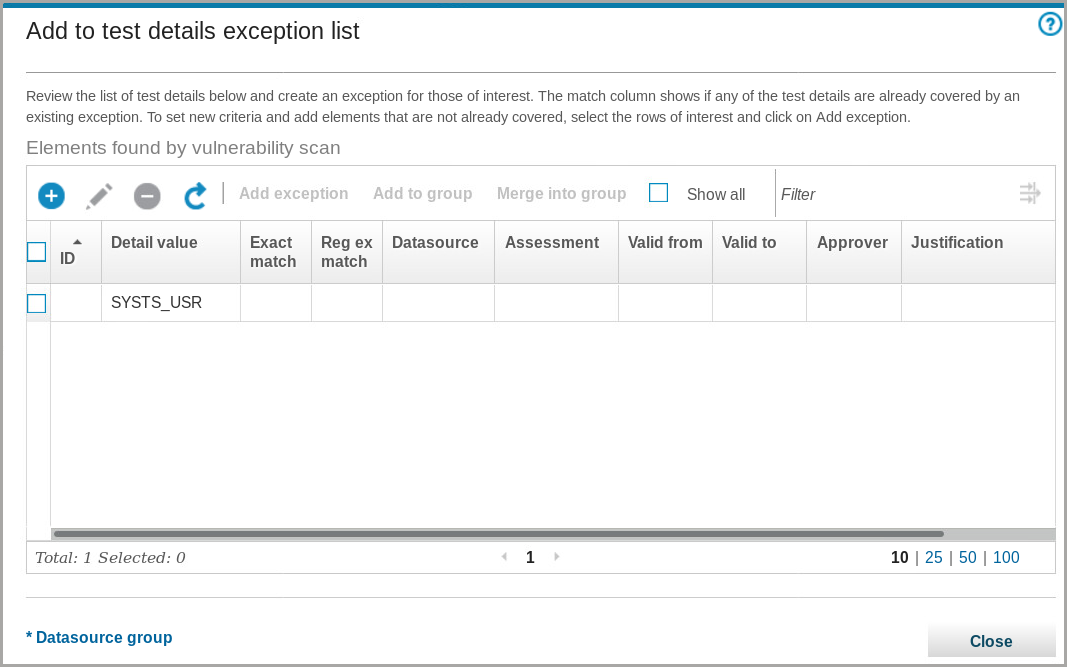 Add to test details exception list
Review the list of test details below and create an exception for those of interest. The match column shows if any of the test details are already covered by an
existing exception. To set new criteria and add elements that are not already covered, select the rows of interest and click on Add exception.
Elements found by vulnerability scan
Add exception Add to group Merge into group Show all Filter
ID Detail value Exact match Reg ex match Datasource Assessment Valid from Valid to Approver Justification
SYSTS_USR
Total: 1 Selected: 0 1 10 | 25 | 50 | 100
* Datasource group Close